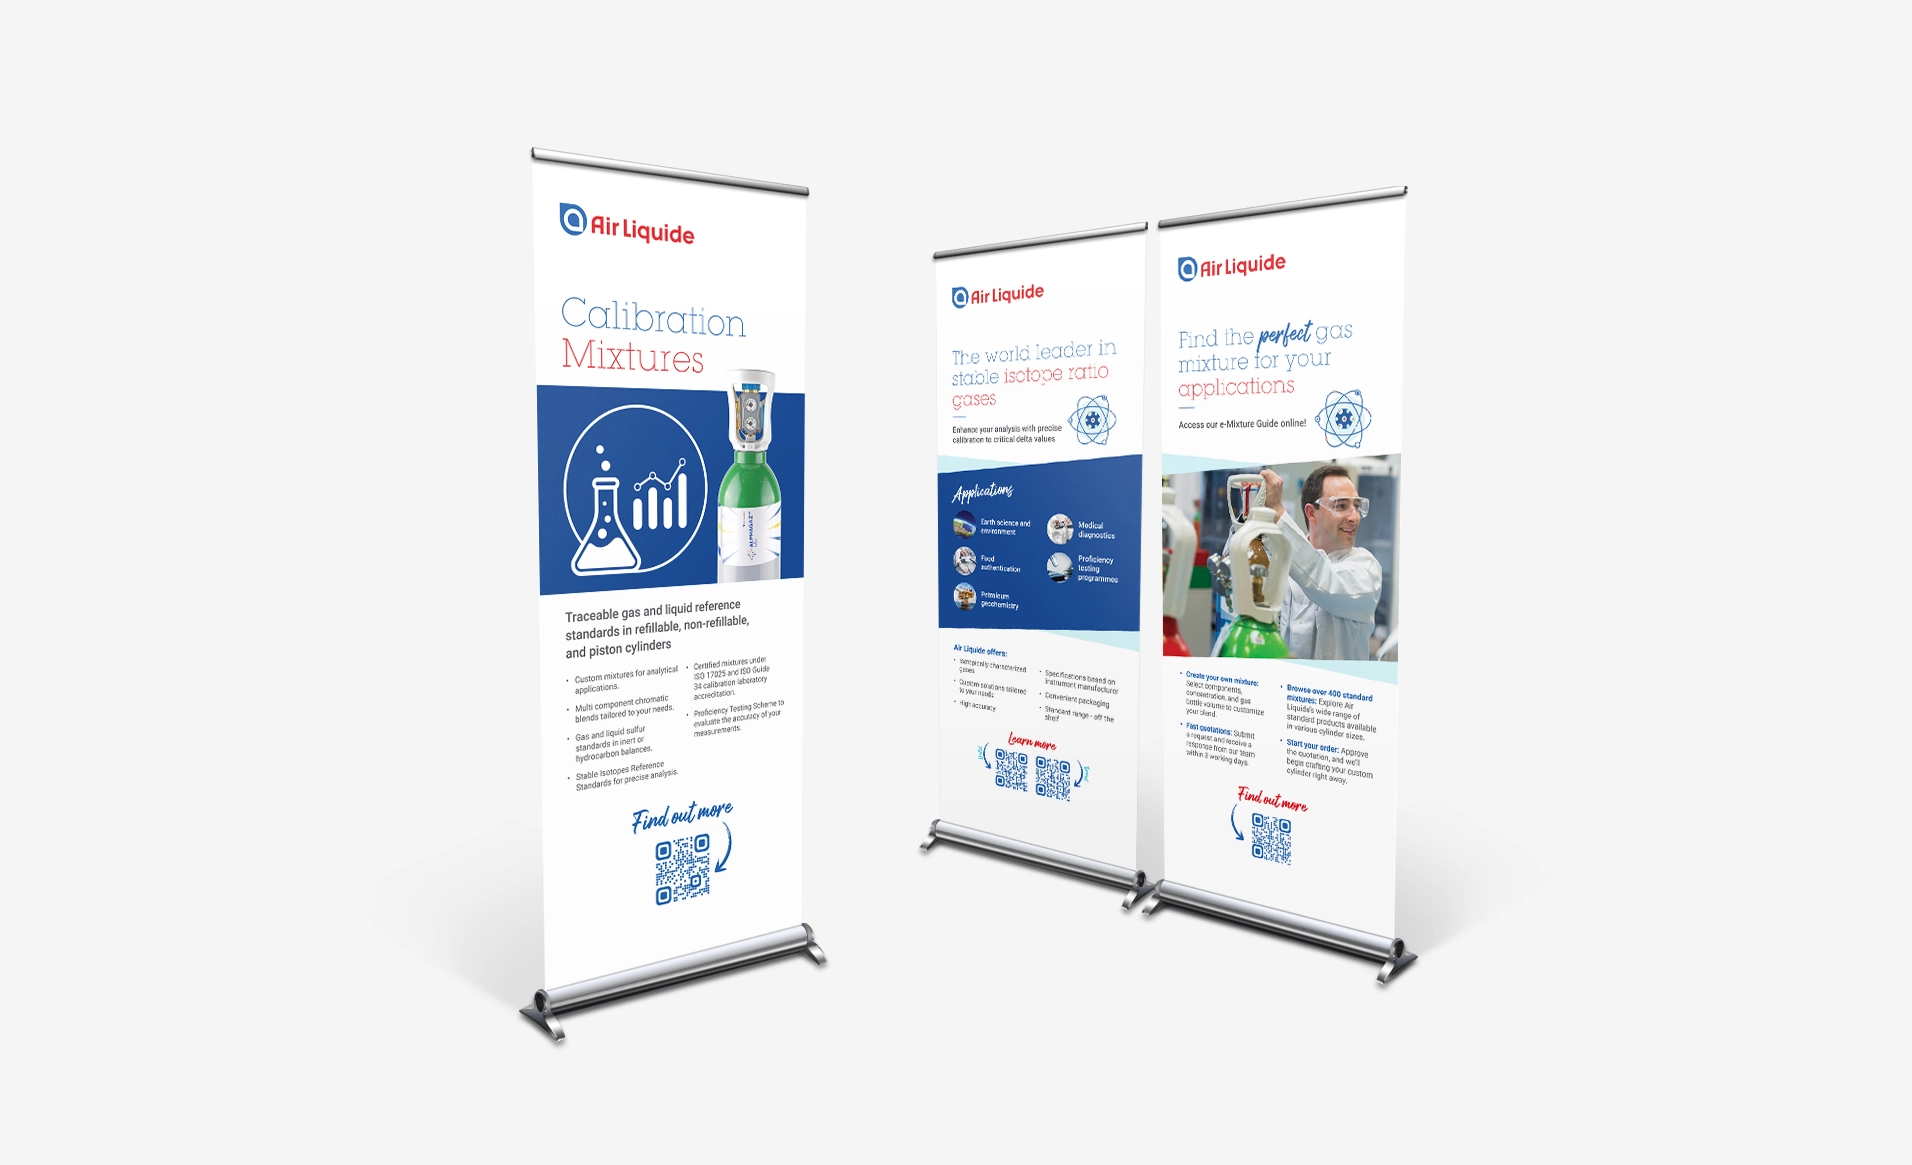 Air Liquide
Calibration
Mixtures
ALPHAGAZ
Traceable gas and liquid reference
standards in refillable, non-refillable,
and piston cylinders
• Custom mixtures for analytical
applications.
• Multi component chromatic
blends tailored to your needs.
• Gas and liquid sulfur
standards in inert or
hydrocarbon balances.
• Stable Isotopes Reference
Standards for precise analysis.
• Certified mixtures under
ISO 17025 and ISO Guide
34 calibration laboratory
accreditation.
• Proficiency Testing Scheme to
evaluate the accuracy of your
measurements.
Find out more
Air Liquide
The world leader in
stable isotope ratio
gases
Enhance your analysis with precise
calibration to critical delta values
Applications
Earth science and
environment
Food
authentication
Petroleum
geochemistry
Medical
diagnostics
Proficiency
testing
programmes
Air Liquide offers:
• Isotopically characterized
gases
• Custom solutions tailored
to your needs
• High accuracy
• Specifications based on
instrument manufacturer
• Convenient packaging
• Standard range - off the
shelf
Learn more
Air Liquide
Find the perfect gas
mixture for your
applications
Access our e-Mixture Guide online!
• Create your own mixture:
Select components,
concentration, and gas
bottle volume to customize
your blend.
• Fast quotations: Submit
a request and receive a
response from our team
within 3 working days.
• Browse over 400 standard
mixtures: Explore Air
Liquide's wide range of
standard products available
in various cylinder sizes.
• Start your order: Approve
the quotation, and we'll
begin crafting your custom
cylinder right away.
Find out more